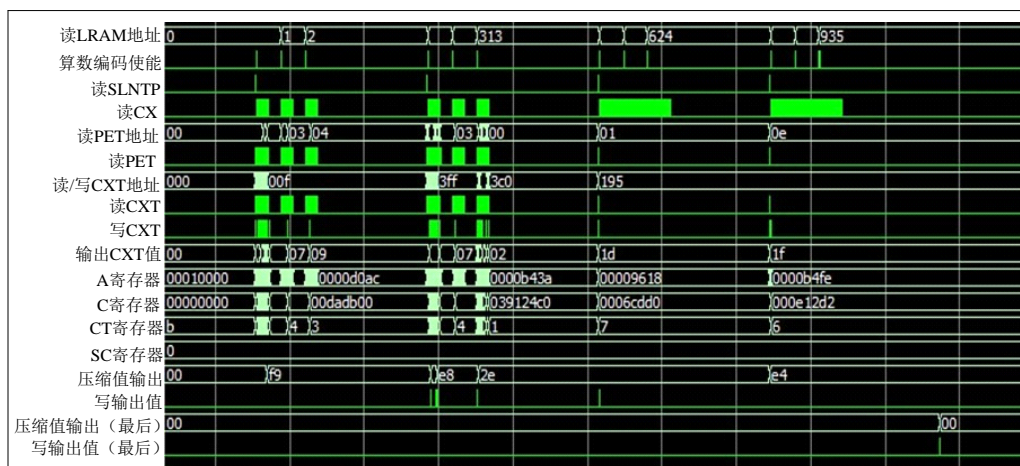 读LRAM地址 0 1 2 313 624 935
算数编码使能
读SLNTP
读CX
读PET地址 00 03 04 03 00 01 0e
读PET
读/写CXT地址 000 00f 3ff 3c0 195
读CXT
写CXT
输出CXT值 00 07 09 07 02 1d 1f
A寄存器 00010000 0000d0ac 0000b43a 00009618 0000b4fe
C寄存器 00000000 00dadb00 039124c0 0006cdd0 000e12d2
CT寄存器 b 4 3 4 1 7 6
SC寄存器 0
压缩值输出 00 f9 e8 2e e4
写输出值
压缩值输出（最后） 00 00
写输出值（最后）